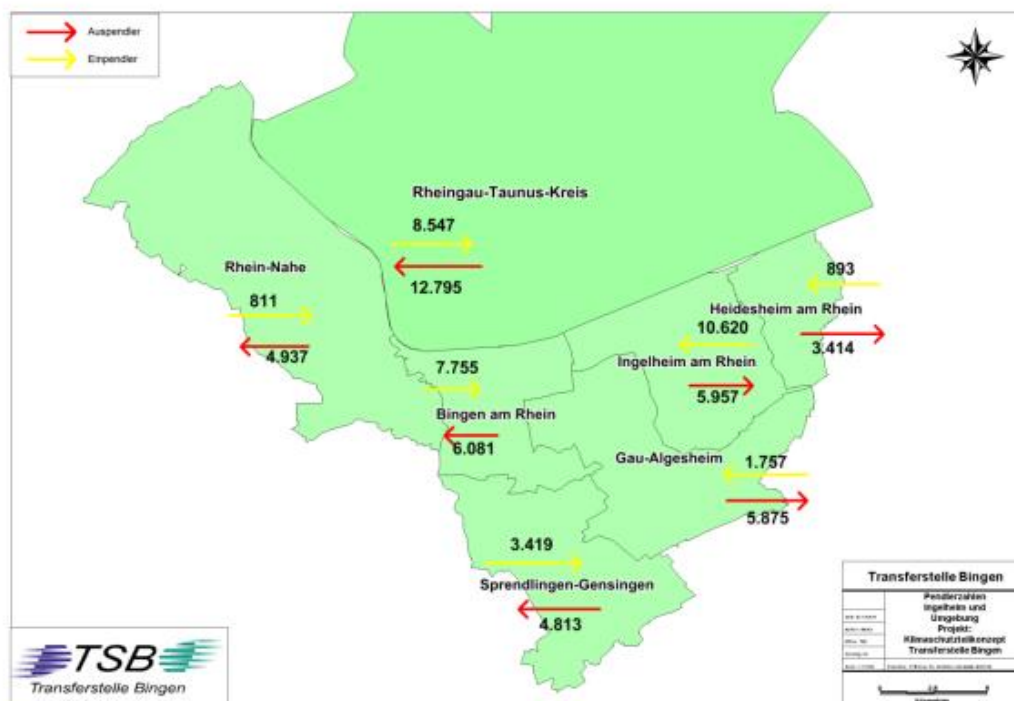 Auspendler
Einpendler
Rheingau-Taunus-Kreis
8.547
12.795
Rhein-Nahe
811
4.937
893
Heidesheim am Rhein
3.414
10.620
Ingelheim am Rhein
5.957
7.755
Bingen am Rhein
6.081
Gau-Algesheim
1.757
5.875
3.419
Sprendlingen-Gensingen
4.813
TSB
Transferstelle Bingen
Transferstelle Bingen
Pendlerzahlen
Ingelheim und
Umgebung
Projekt:
Klimaschutzteilkonzept
Transferstelle Bingen